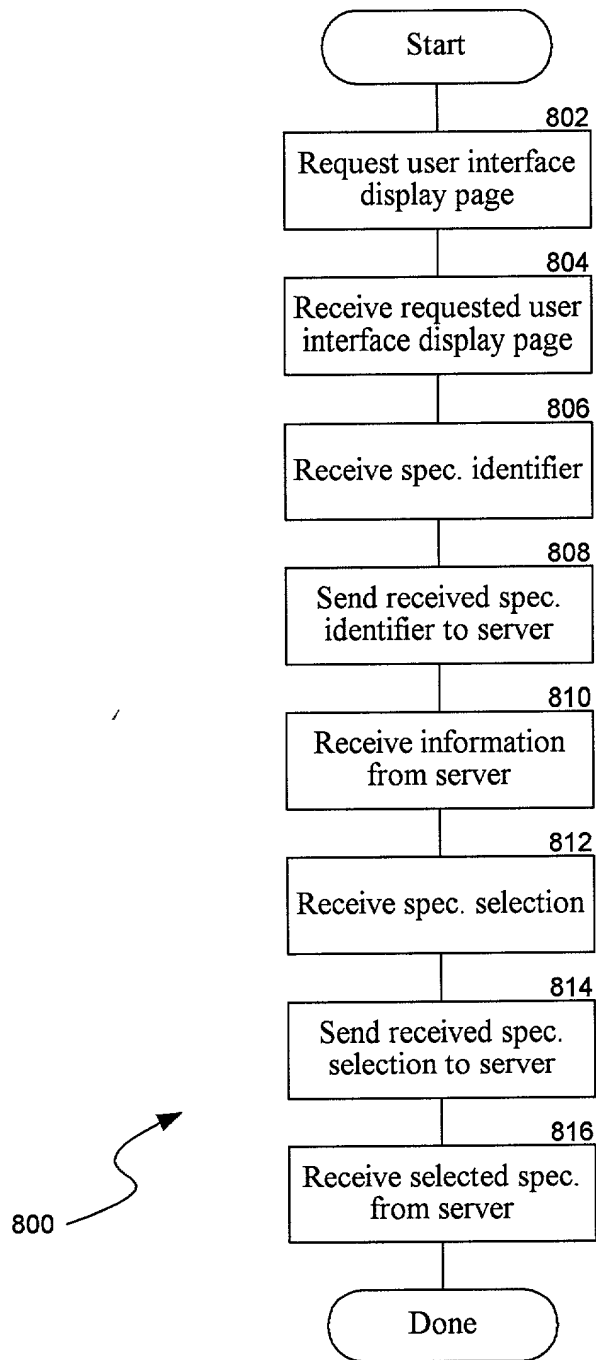 Start
802
Request user interface
display page
804
Receive requested user
interface display page
806
Receive spec. identifier
808
Send received spec.
identifier to server
810
Receive information
from server
812
Receive spec. selection
814
Send received spec.
selection to server
816
Receive selected spec.
from server
800
Done